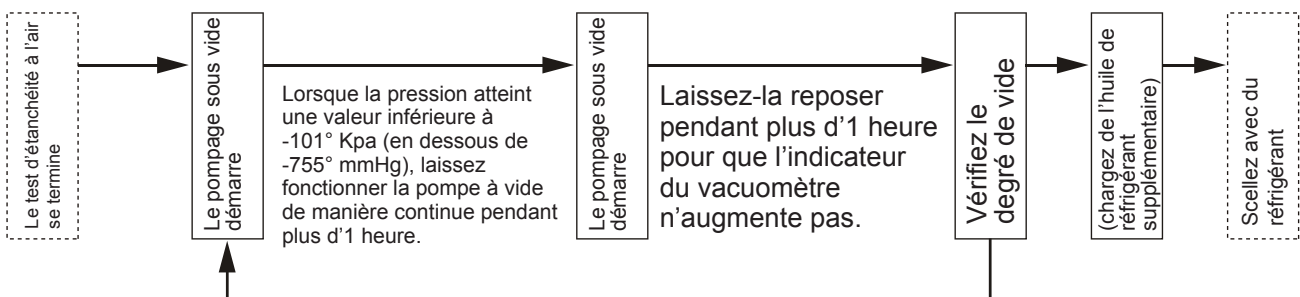 Le test d'étanchéité à l'air
se termine
Le pompage sous vide
démarre
Lorsque la pression atteint
une valeur inférieure à
-101° Kpa (en dessous de
-755° mmHg), laissez
fonctionner la pompe à vide
de manière continue pendant
plus d'1 heure.
Le pompage sous vide
démarre
Laissez-la reposer
pendant plus d'1 heure
pour que l'indicateur
du vacuomètre
n'augmente pas.
Vérifiez le
degré de vide
(chargez de l'huile de
réfrigérant
supplémentaire)
Scellez avec du
réfrigérant